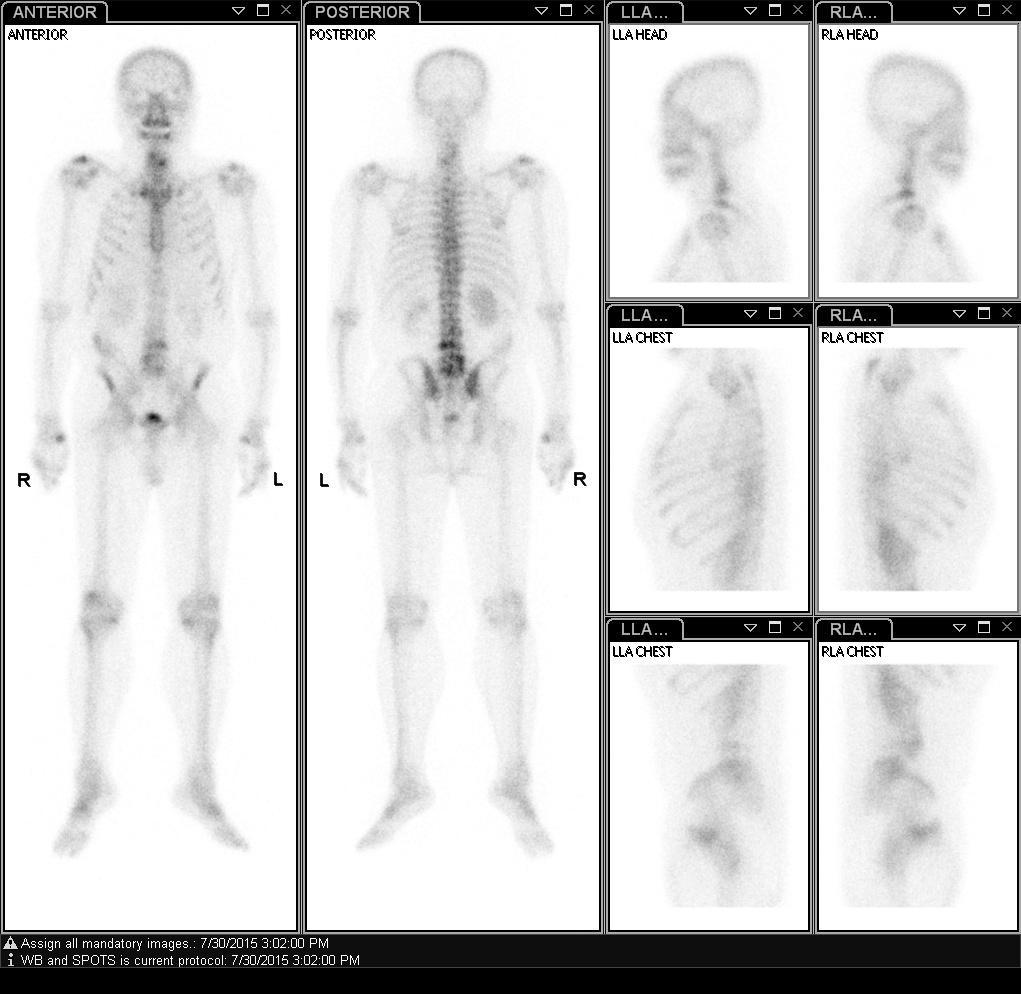 ANTERIOR
POSTERIOR
LLA...
RLA...
ANTERIOR
POSTERIOR
LLA HEAD
RLA HEAD
LLA...
RLA...
LLA CHEST
RLA CHEST
R
L
L
R
LLA...
RLA...
LLA CHEST
RLA CHEST
Assign all mandatory images.: 7/30/2015 3:02:00 PM
WB and SPOTS is current protocol: 7/30/2015 3:02:00 PM